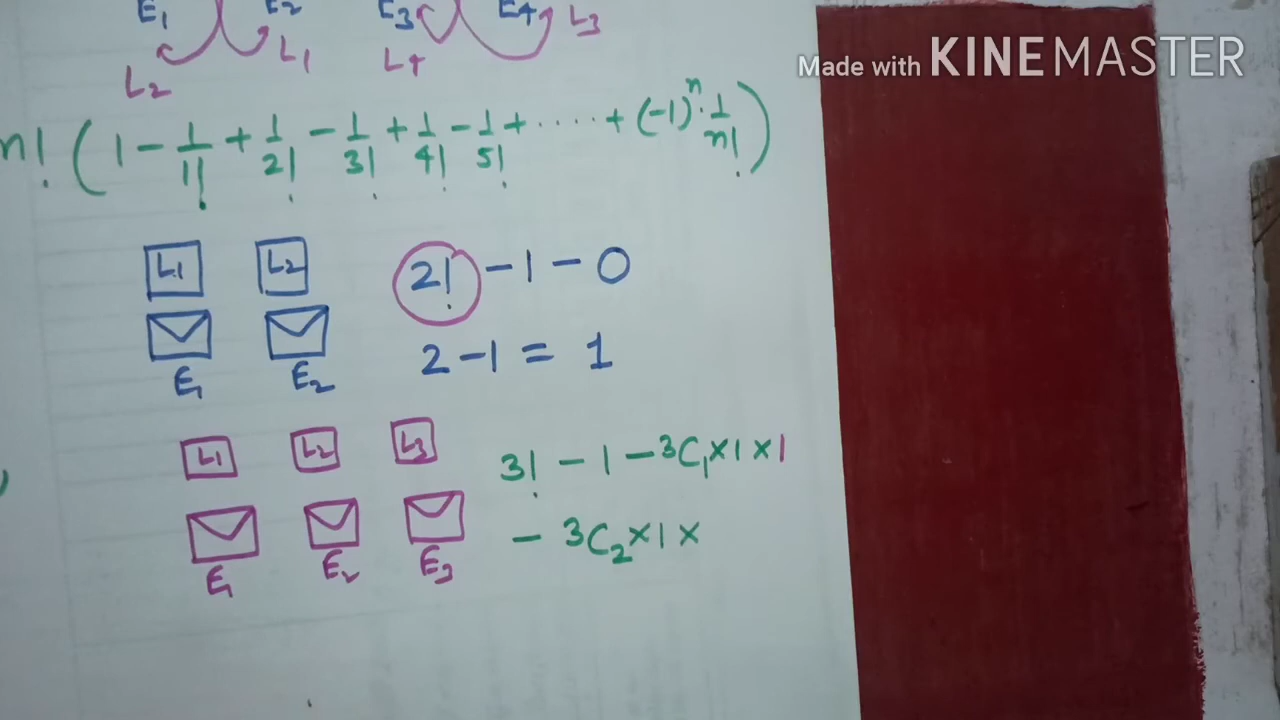 E1 E2 E3 E4 L3
L2 L1 L4
Made with KINEMASTER
n! ( 1 - 1/1! + 1/2! - 1/3! + 1/4! - 1/5! + ..... + (-1)^n · 1/n! )
L1 L2 2! - 1 - 0
E1 E2 2 - 1 = 1
L1 L2 L3 3! - 1 - ³C₁ × 1 × 1
- ³C₂ × 1 ×
E1 E2 E3